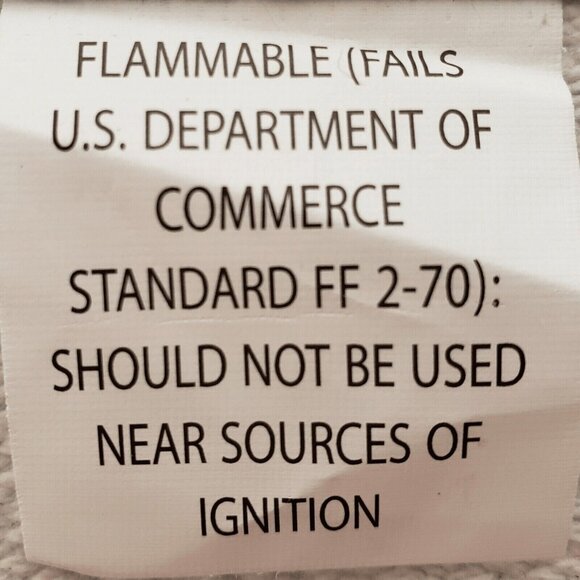 FLAMMABLE (FAILS
U.S. DEPARTMENT OF
COMMERCE
STANDARD FF 2-70):
SHOULD NOT BE USED
NEAR SOURCES OF
IGNITION